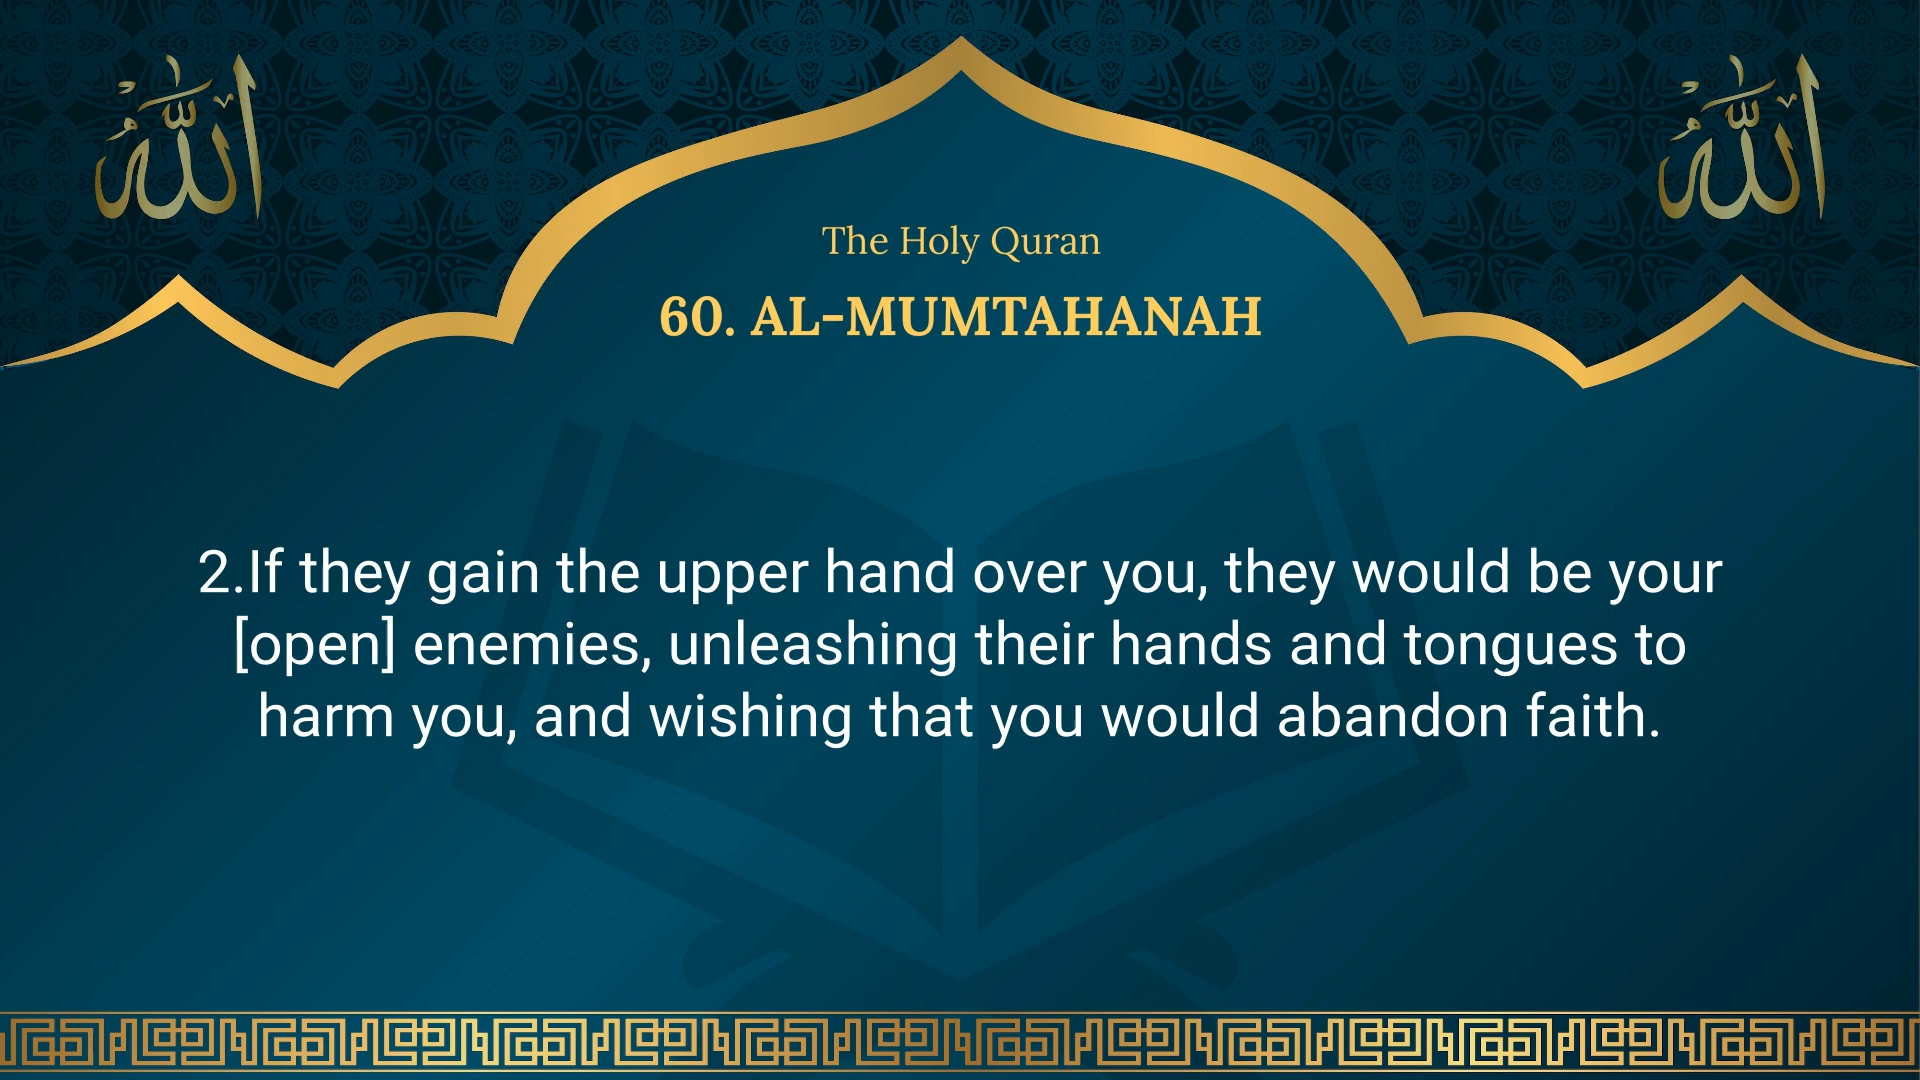 الله
الله
The Holy Quran
60. AL-MUMTAHANAH
2.If they gain the upper hand over you, they would be your
[open] enemies, unleashing their hands and tongues to
harm you, and wishing that you would abandon faith.